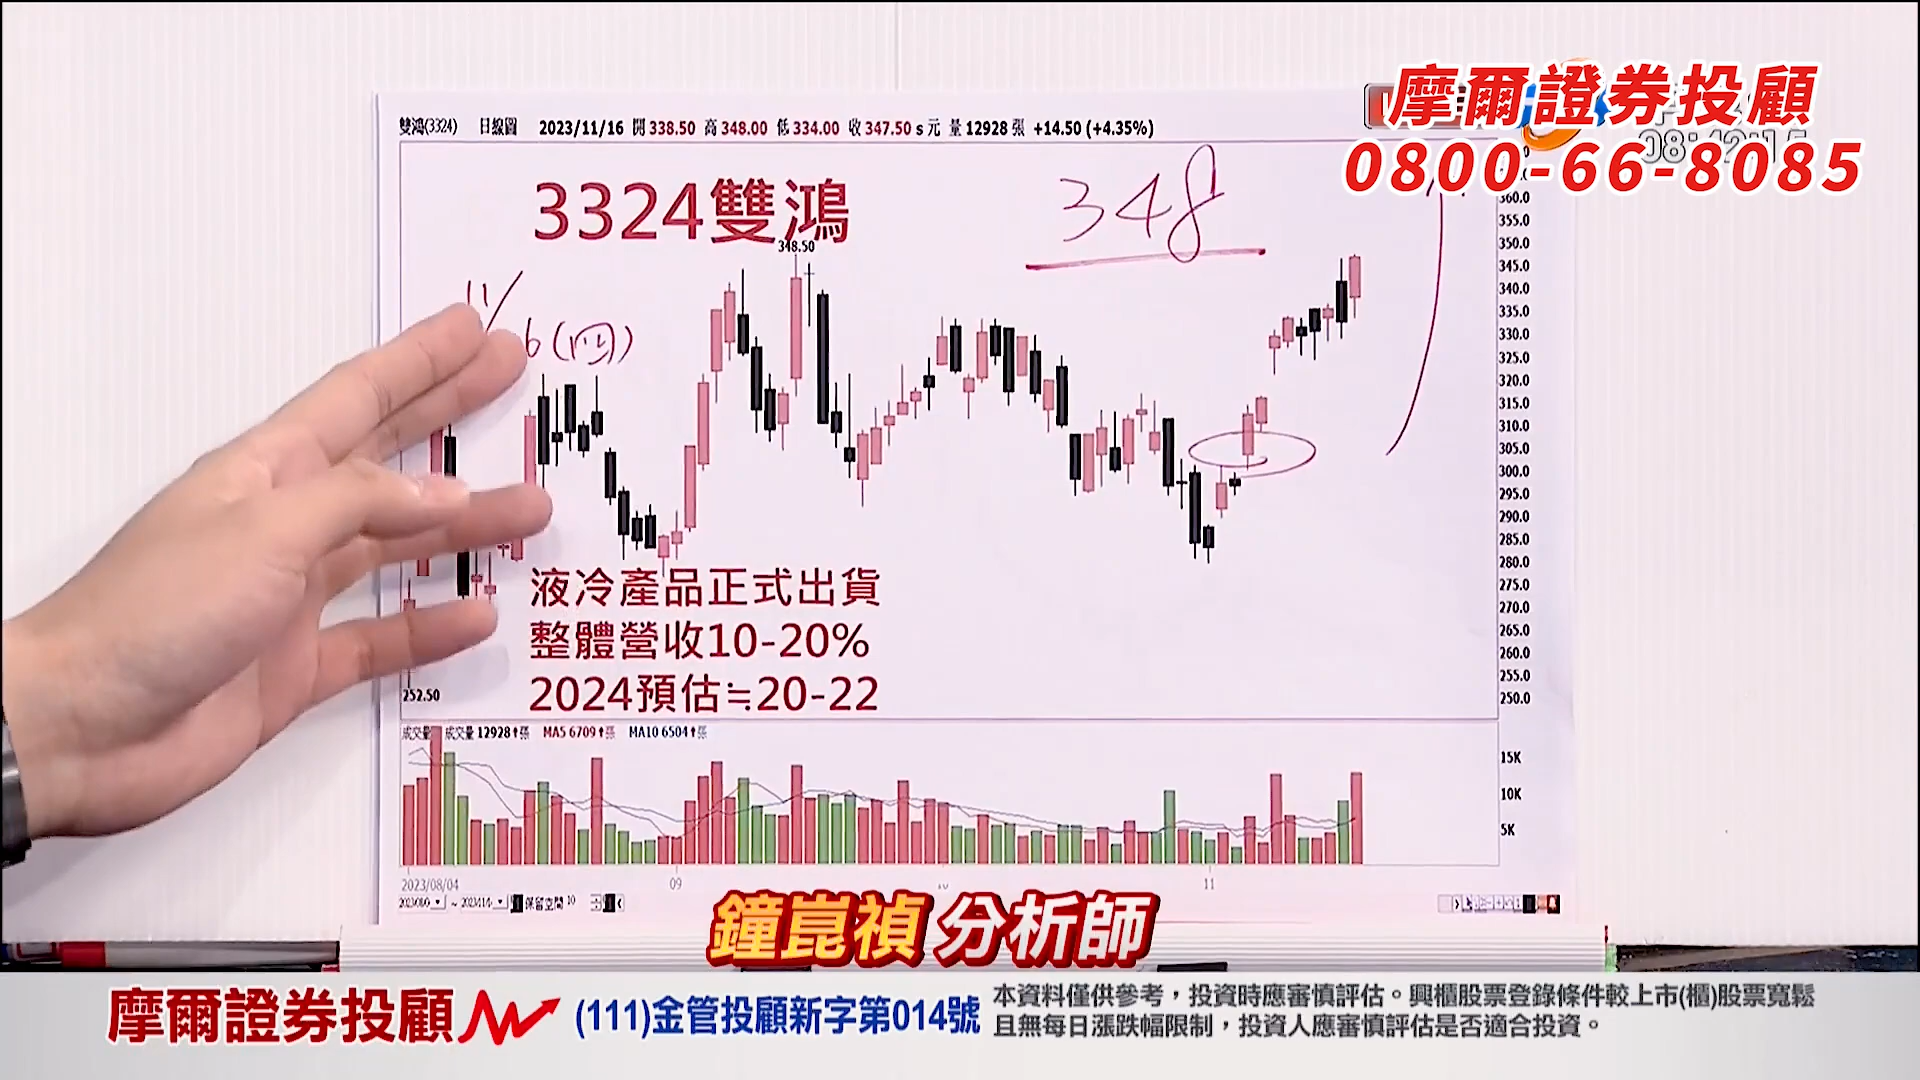 摩爾證券投顧
0800-66-8085
雙鴻(3324) 日線圖 2023/11/16 開 338.50 高 348.00 低 334.00 收 347.50 s 元 量 12928 張 +14.50 (+4.35%)
3324雙鴻
348.50
348
11/
6(四)
360.0
355.0
350.0
345.0
340.0
335.0
330.0
325.0
320.0
315.0
310.0
305.0
300.0
295.0
290.0
285.0
280.0
275.0
270.0
265.0
260.0
255.0
250.0
液冷產品正式出貨
整體營收10-20%
2024預估≒20-22
252.50
成交量 成交量 12928↑張 MA5 6709↑張 MA10 6504↑張
15K
10K
5K
2023/08/04 09 11
保留空間 10
鐘崑禎 分析師
摩爾證券投顧 (111)金管投顧新字第014號
本資料僅供參考，投資時應審慎評估。興櫃股票登錄條件較上市(櫃)股票寬鬆
且無每日漲跌幅限制，投資人應審慎評估是否適合投資。